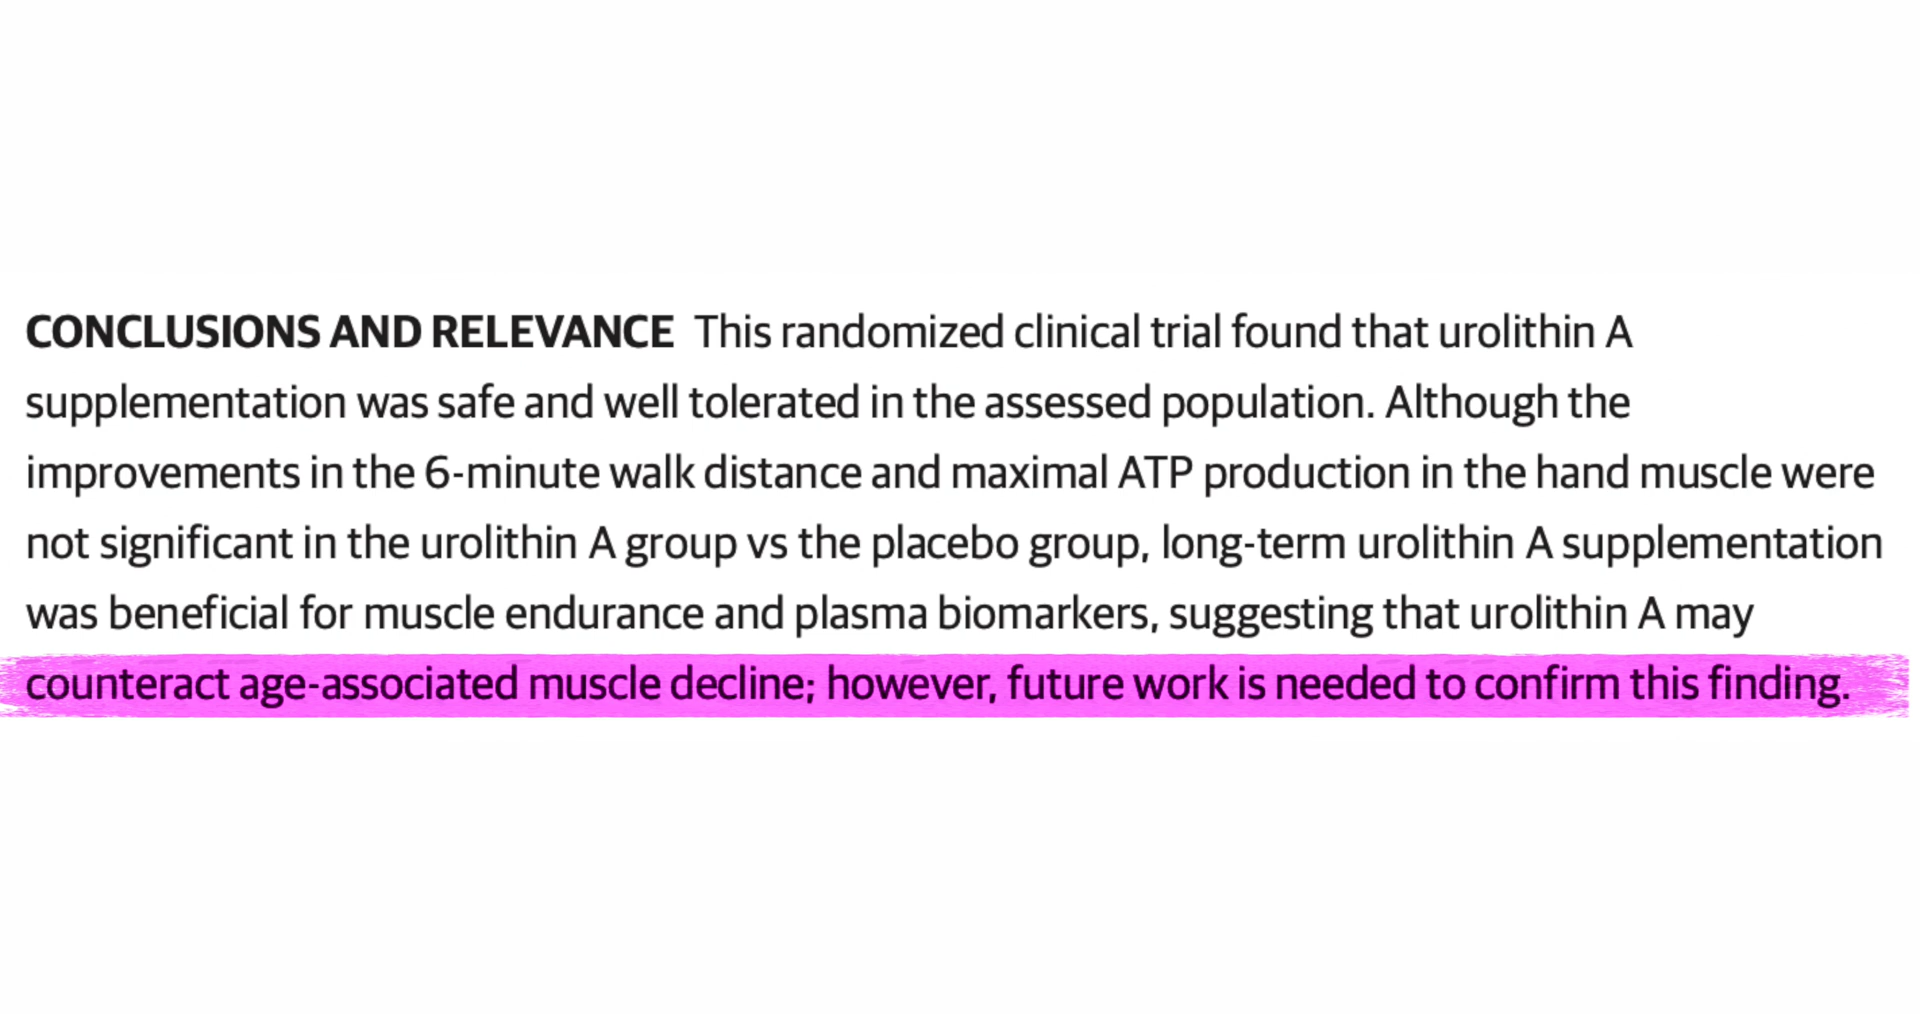 CONCLUSIONS AND RELEVANCE This randomized clinical trial found that urolithin A
supplementation was safe and well tolerated in the assessed population. Although the
improvements in the 6-minute walk distance and maximal ATP production in the hand muscle were
not significant in the urolithin A group vs the placebo group, long-term urolithin A supplementation
was beneficial for muscle endurance and plasma biomarkers, suggesting that urolithin A may
counteract age-associated muscle decline; however, future work is needed to confirm this finding.